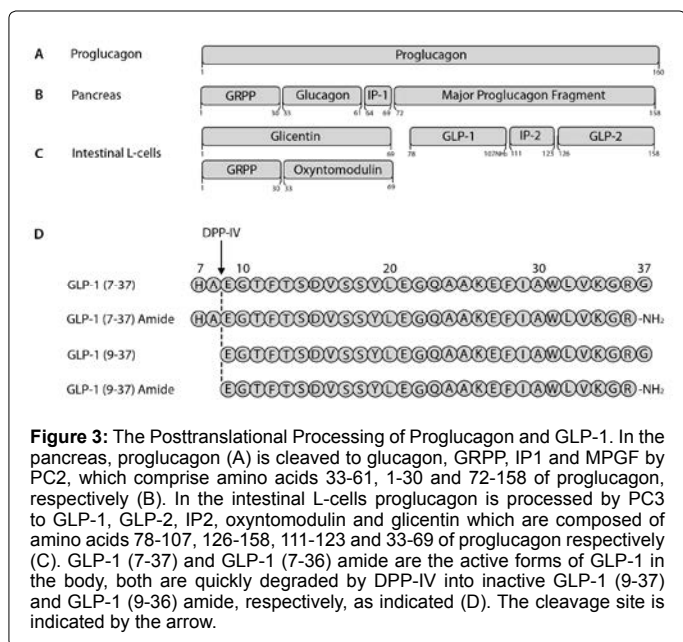 A Proglucagon Proglucagon
1 160
B Pancreas GRPP Glucagon IP-1 Major Proglucagon Fragment
1 30 33 61 64 69 72 158
Glicentin GLP-1 IP-2 GLP-2
1 69 78 107NH₂ 111 123 126 158
C Intestinal L-cells
GRPP Oxyntomodulin
1 30 33 69
D DPP-IV
7 10 20 30 37
GLP-1 (7-37) HAEGTFTSDVSSYLEGQAAKEFIAWLVKGRG
GLP-1 (7-37) Amide HAEGTFTSDVSSYLEGQAAKEFIAWLVKGR-NH₂
GLP-1 (9-37) EGTFTSDVSSYLEGQAAKEFIAWLVKGRG
GLP-1 (9-37) Amide EGTFTSDVSSYLEGQAAKEFIAWLVKGR-NH₂
Figure 3: The Posttranslational Processing of Proglucagon and GLP-1. In the
pancreas, proglucagon (A) is cleaved to glucagon, GRPP, IP1 and MPGF by
PC2, which comprise amino acids 33-61, 1-30 and 72-158 of proglucagon,
respectively (B). In the intestinal L-cells proglucagon is processed by PC3
to GLP-1, GLP-2, IP2, oxyntomodulin and glicentin which are composed of
amino acids 78-107, 126-158, 111-123 and 33-69 of proglucagon respectively
(C). GLP-1 (7-37) and GLP-1 (7-36) amide are the active forms of GLP-1 in
the body, both are quickly degraded by DPP-IV into inactive GLP-1 (9-37)
and GLP-1 (9-36) amide, respectively, as indicated (D). The cleavage site is
indicated by the arrow.